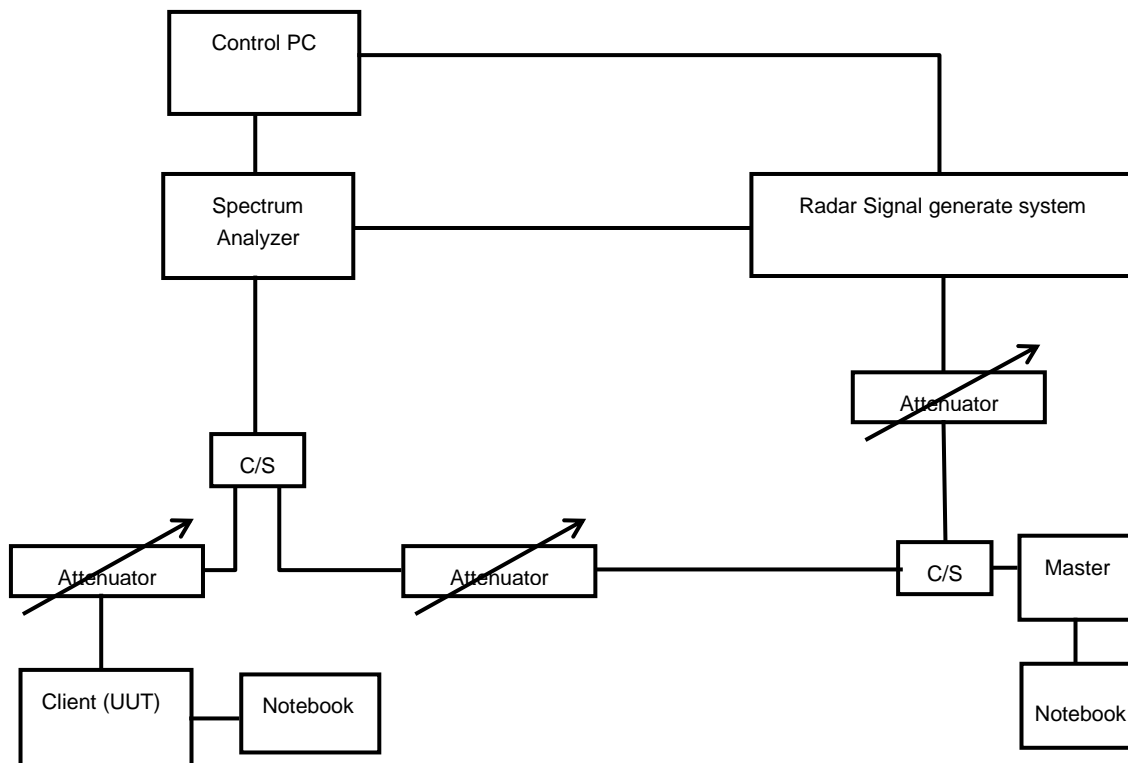 Control PC
Spectrum
Analyzer
Radar Signal generate system
Attenuator
C/S
Attenuator
Attenuator
C/S
Master
Client (UUT)
Notebook
Notebook